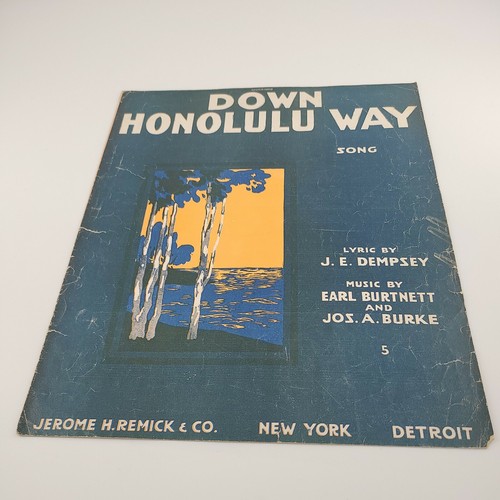 DOWN
HONOLULU WAY
SONG
LYRIC BY
J. E. DEMPSEY
MUSIC BY
EARL BURTNETT
AND
JOS. A. BURKE
5
JEROME H. REMICK & CO. NEW YORK DETROIT